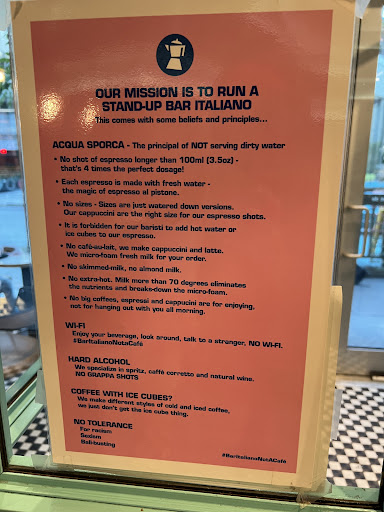 OUR MISSION IS TO RUN A
STAND-UP BAR ITALIANO
This comes with some beliefs and principles...
ACQUA SPORCA - The principal of NOT serving dirty water
• No shot of espresso longer than 100ml (3.5oz) -
that's 4 times the perfect dosage!
• Each espresso is made with fresh water -
the magic of espresso al pistone.
• No sizes - Sizes are just watered down versions.
Our cappuccini are the right size for our espresso shots.
• It is forbidden for our baristi to add hot water or
ice cubes to our espresso.
• No café-au-lait, we make cappuccini and latte.
We micro-foam fresh milk for your order.
• No skimmed-milk, no almond milk.
• No extra-hot. Milk more than 70 degrees eliminates
the nutrients and breaks-down the micro-foam.
• No big coffees, espressi and cappucini are for enjoying,
not for hanging out with you all morning.
WI-FI
Enjoy your beverage, look around, talk to a stranger, NO WI-FI.
#BarItalianoNotaCafé
HARD ALCOHOL
We specialize in spritz, caffé corretto and natural wine.
NO GRAPPA SHOTS
COFFEE WITH ICE CUBES?
We make different styles of cold and iced coffee,
we just don't get the ice cube thing.
NO TOLERANCE
For racism
Sexism
Ball-busting
#BarItalianoNotACafé